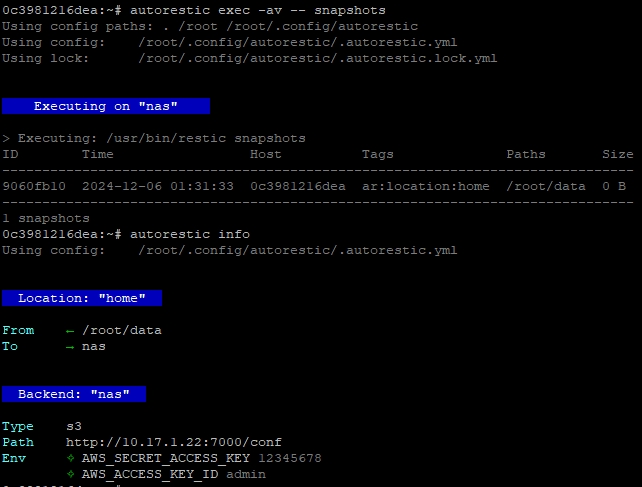 0c3981216dea:~# autorestic exec -av -- snapshots
Using config paths: . /root /root/.config/autorestic
Using config:    /root/.config/autorestic/.autorestic.yml
Using lock:      /root/.config/autorestic/.autorestic.lock.yml
Executing on "nas"
> Executing: /usr/bin/restic snapshots
ID        Time                 Host          Tags              Paths       Size
-------------------------------------------------------------------------------
9060fb10  2024-12-06 01:31:33  0c3981216dea  ar:location:home  /root/data  0 B
-------------------------------------------------------------------------------
1 snapshots
0c3981216dea:~# autorestic info
Using config:    /root/.config/autorestic/.autorestic.yml
Location: "home"
From    ← /root/data
To      → nas
Backend: "nas"
Type    s3
Path    http://10.17.1.22:7000/conf
Env     ✧ AWS_SECRET_ACCESS_KEY 12345678
        ✧ AWS_ACCESS_KEY_ID admin